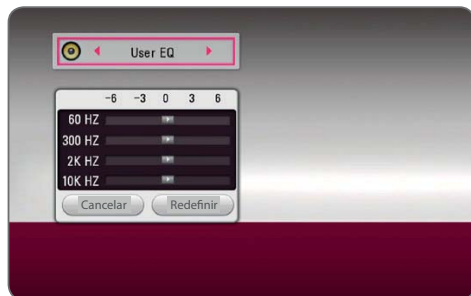 User EQ
-6 -3 0 3 6
60 HZ
300 HZ
2K HZ
10K HZ
Cancelar Redefinir